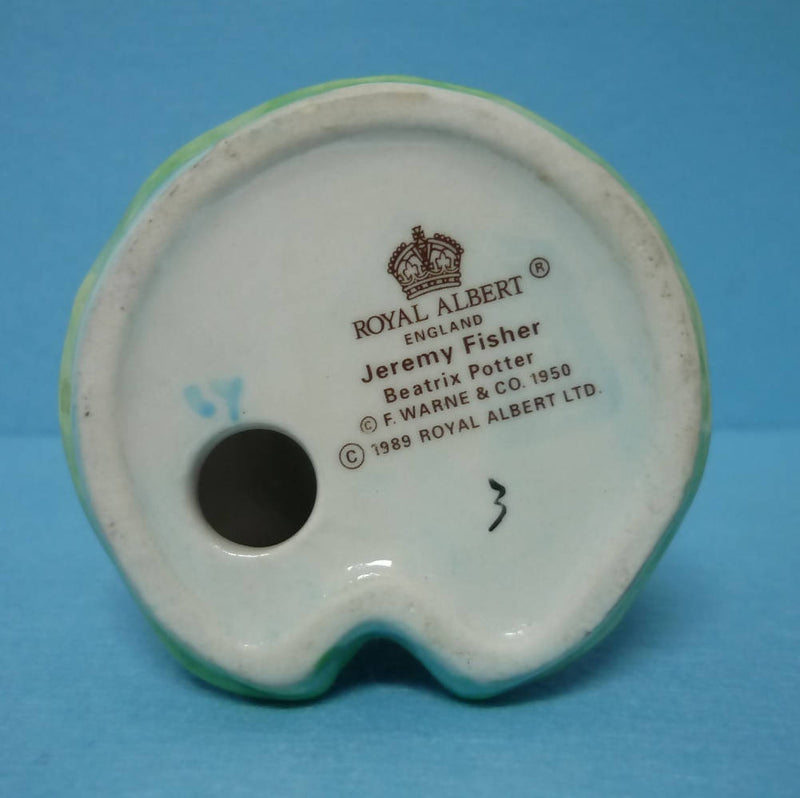 ROYAL ALBERT ®
ENGLAND
Jeremy Fisher
Beatrix Potter
© F. WARNE & CO. 1950
© 1989 ROYAL ALBERT LTD.
3